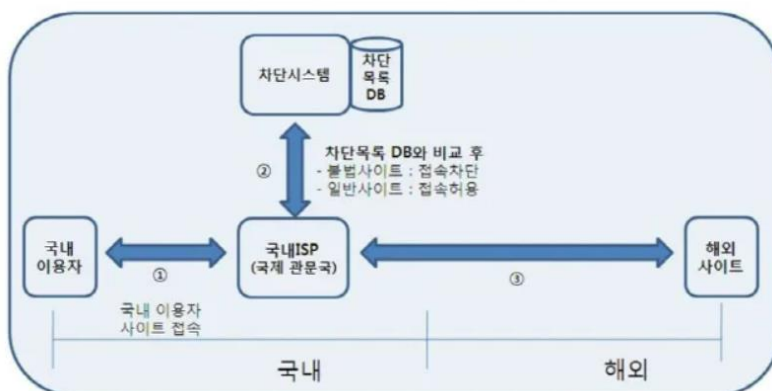 차단시스템
차단
목록
DB
②
차단목록 DB와 비교 후
- 불법사이트 : 접속차단
- 일반사이트 : 접속허용
국내
이용자
①
국내ISP
(국제 관문국)
③
해외
사이트
국내 이용자
사이트 접속
국내
해외